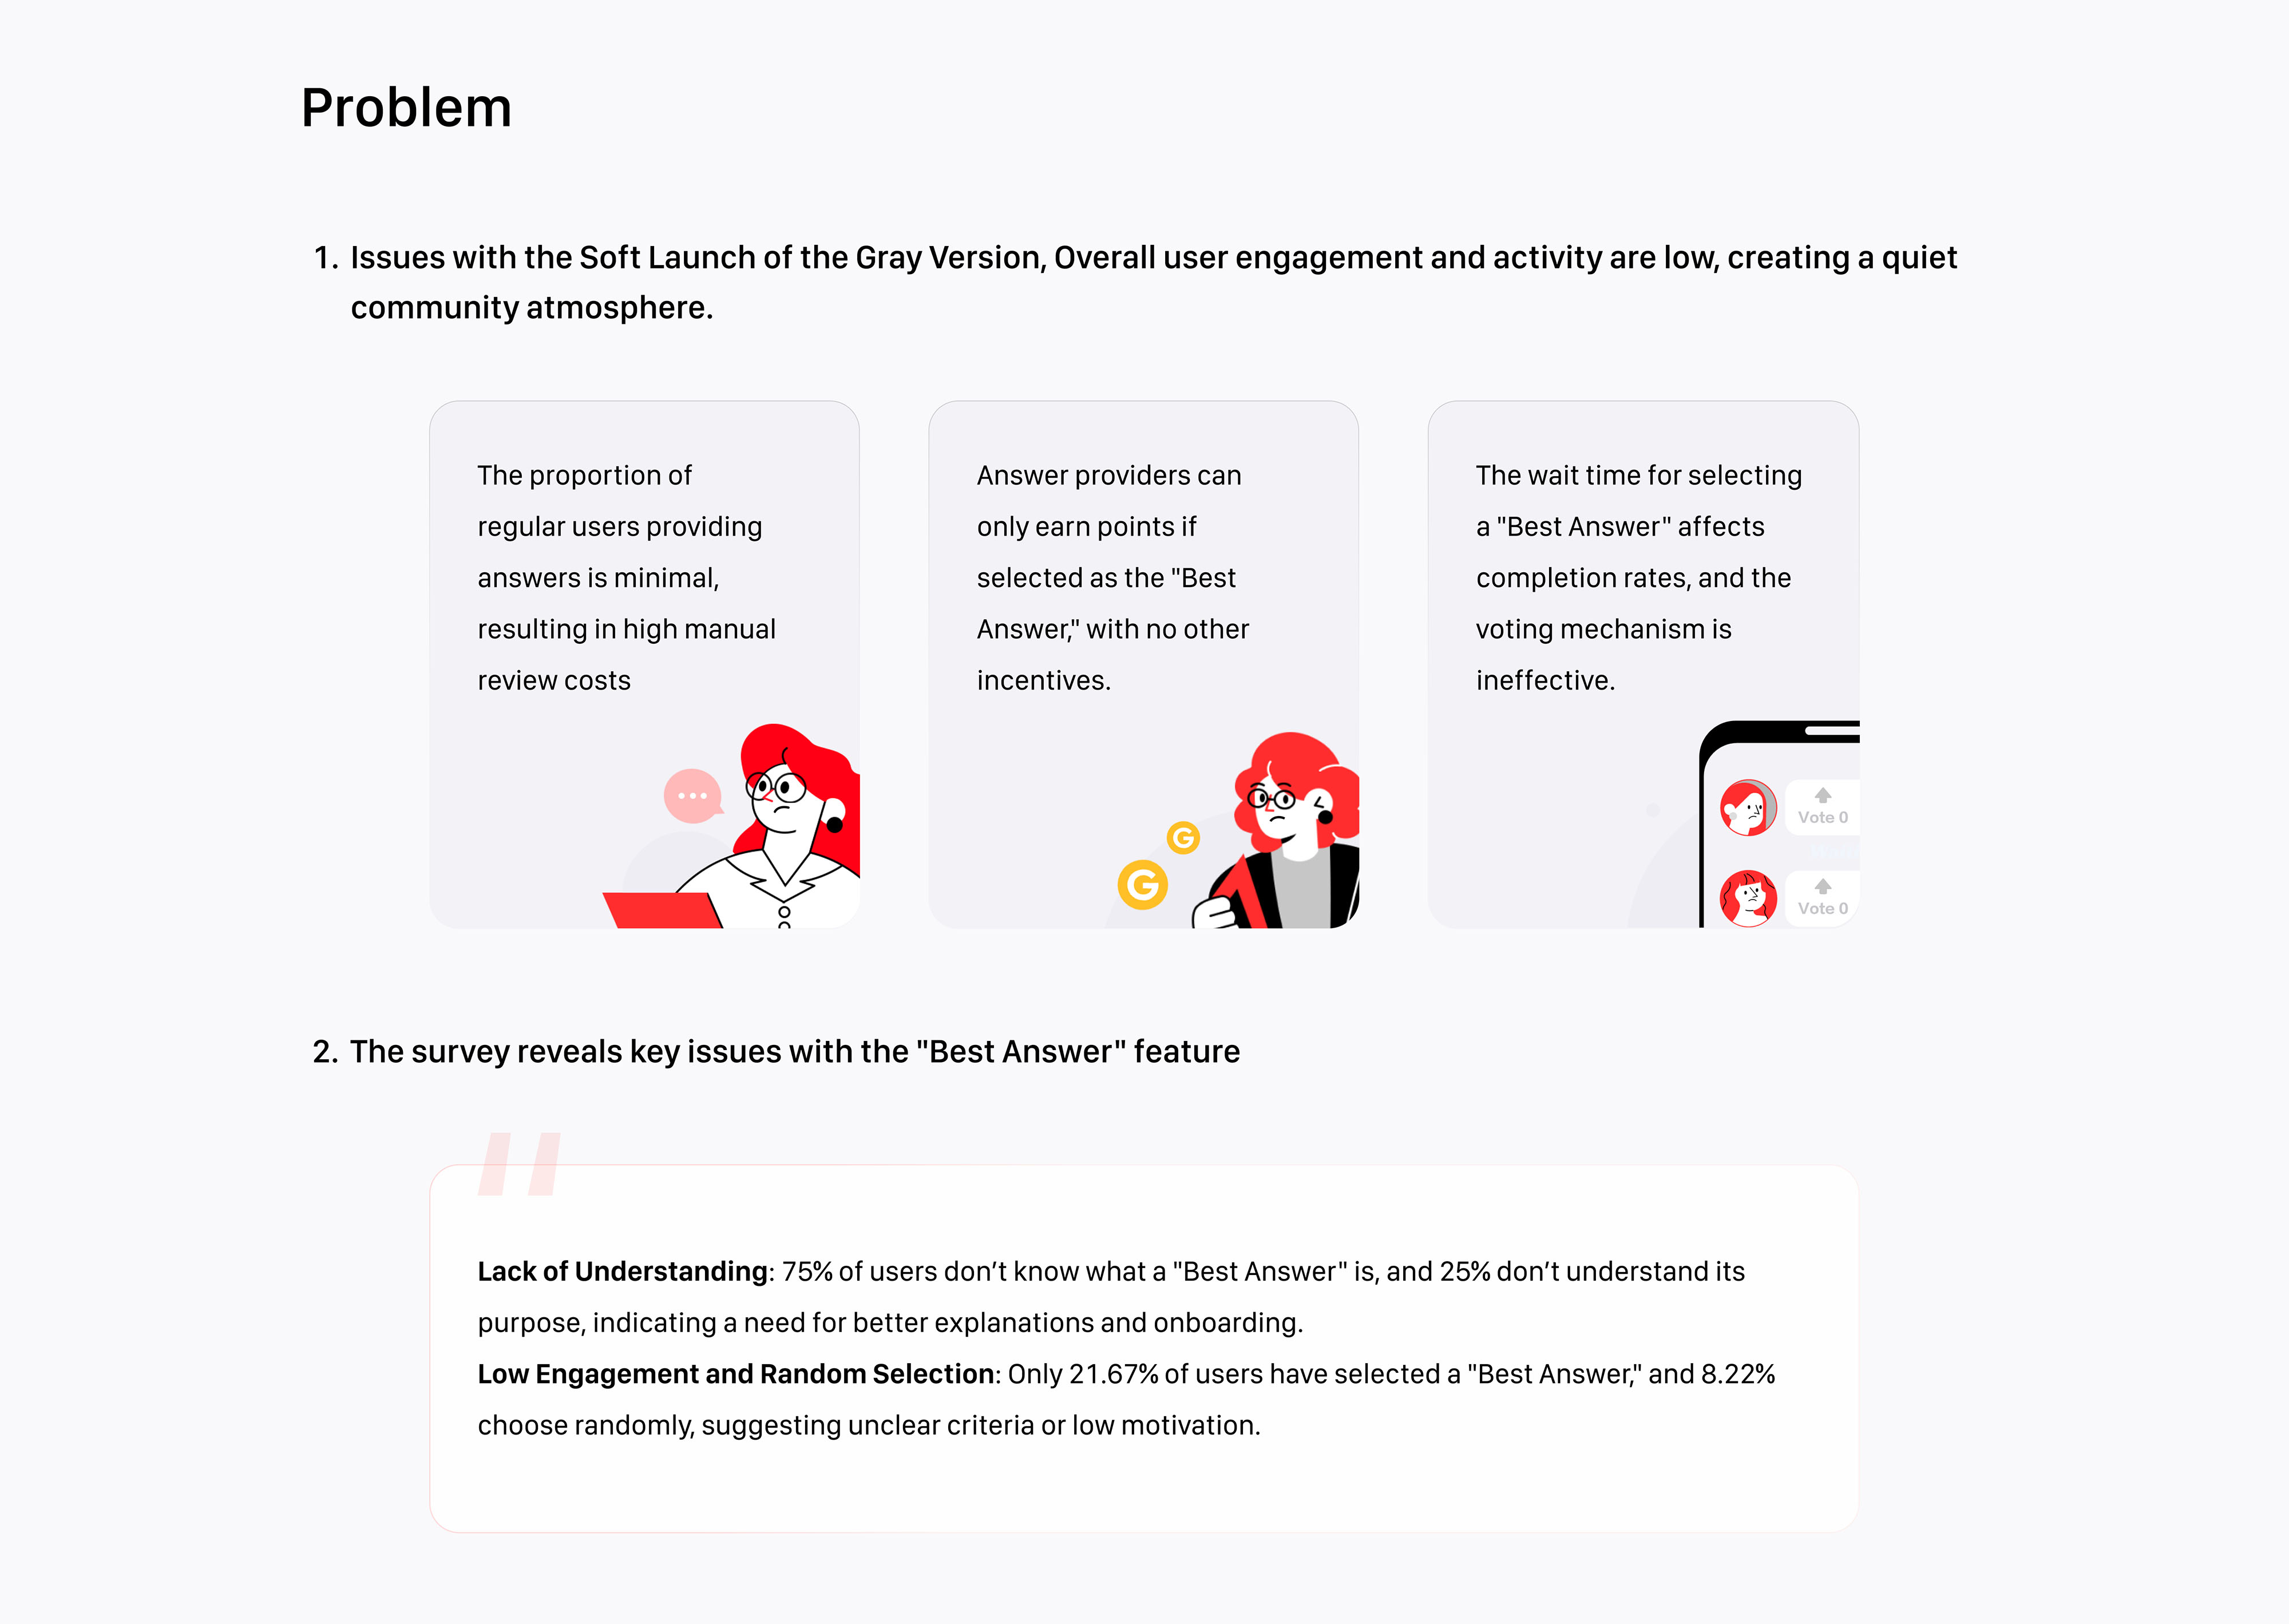 Problem
1. Issues with the Soft Launch of the Gray Version, Overall user engagement and activity are low, creating a quiet
community atmosphere.
The proportion of
regular users providing
answers is minimal,
resulting in high manual
review costs
Answer providers can
only earn points if
selected as the "Best
Answer," with no other
incentives.
G
G
The wait time for selecting
a "Best Answer" affects
completion rates, and the
voting mechanism is
ineffective.
Vote 0
Vote 0
2. The survey reveals key issues with the "Best Answer" feature
"
Lack of Understanding: 75% of users don’t know what a "Best Answer" is, and 25% don’t understand its
purpose, indicating a need for better explanations and onboarding.
Low Engagement and Random Selection: Only 21.67% of users have selected a "Best Answer," and 8.22%
choose randomly, suggesting unclear criteria or low motivation.